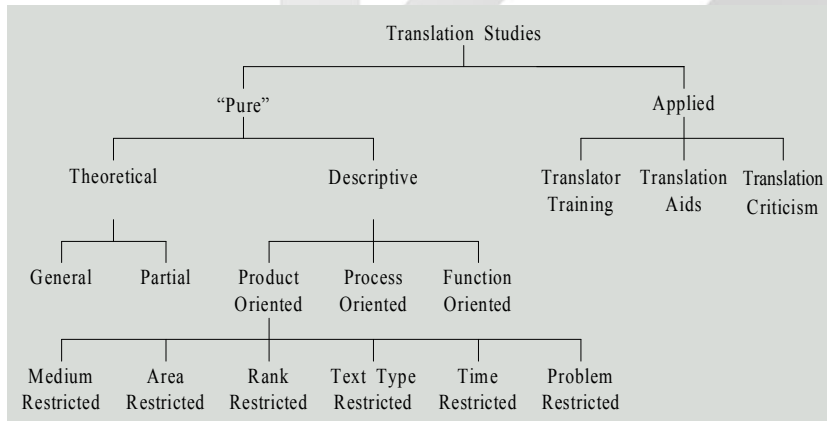 Translation Studies
“Pure”
Applied
Theoretical
Descriptive
Translator
Training
Translation
Aids
Translation
Criticism
General
Partial
Product
Oriented
Process
Oriented
Function
Oriented
Medium
Restricted
Area
Restricted
Rank
Restricted
Text Type
Restricted
Time
Restricted
Problem
Restricted